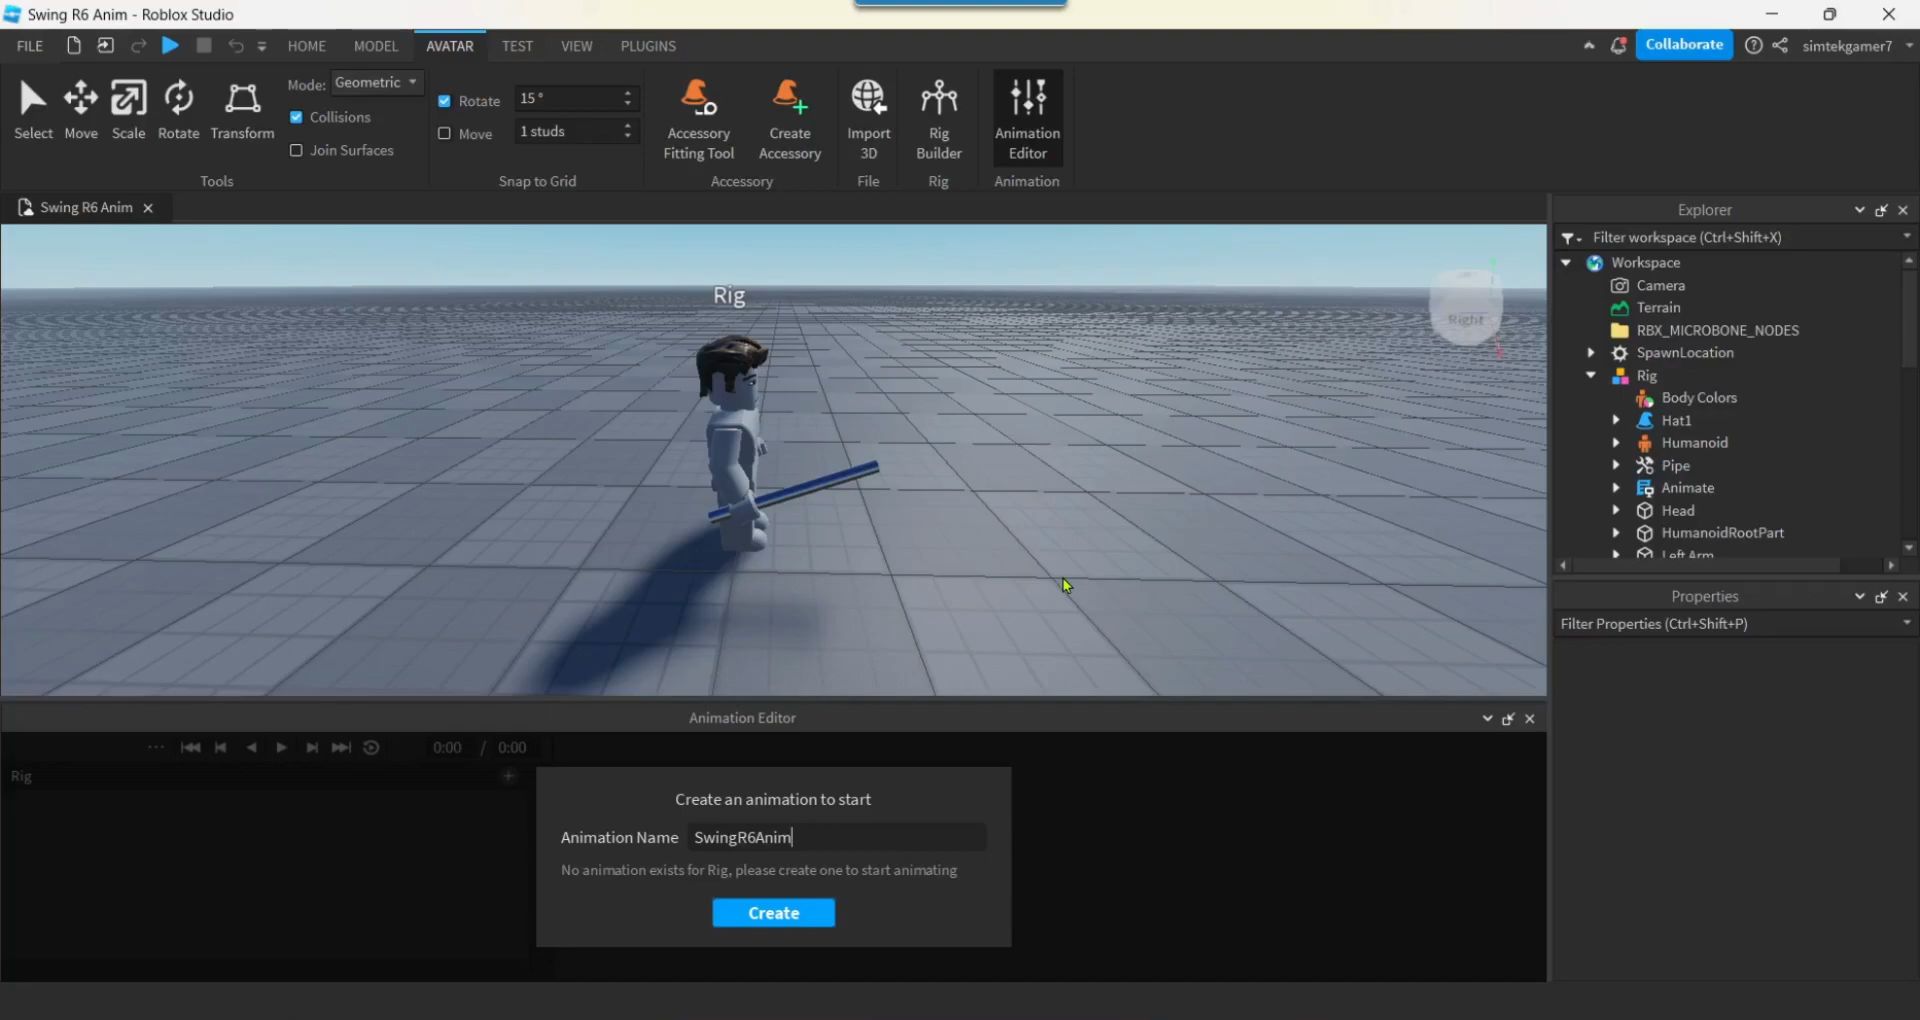 Swing R6 Anim - Roblox Studio
FILE HOME MODEL AVATAR TEST VIEW PLUGINS Collaborate simtekgamer7
Select Move Scale Rotate Transform
Mode: Geometric
Collisions
Join Surfaces
Tools
Rotate 15 °
Move 1 studs
Snap to Grid
Accessory Fitting Tool
Create Accessory
Accessory
Import 3D
File
Rig Builder
Rig
Animation Editor
Animation
Swing R6 Anim
Rig
Right
Explorer
Filter workspace (Ctrl+Shift+X)
Workspace
Camera
Terrain
RBX_MICROBONE_NODES
SpawnLocation
Rig
Body Colors
Hat1
Humanoid
Pipe
Animate
Head
HumanoidRootPart
Left Arm
Properties
Filter Properties (Ctrl+Shift+P)
Animation Editor
0:00 / 0:00
Rig
Create an animation to start
Animation Name SwingR6Anim
No animation exists for Rig, please create one to start animating
Create